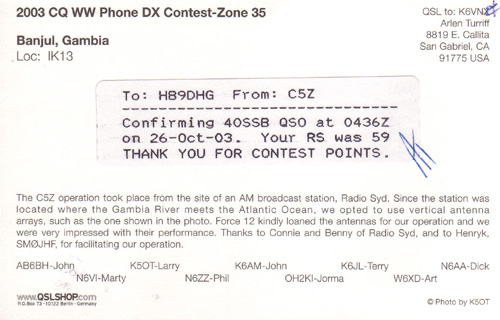 2003 CQ WW Phone DX Contest-Zone 35
Banjul, Gambia
Loc: IK13
QSL to: K6VNX
Arlen Turriff
8819 E. Callita
San Gabriel, CA
91775 USA
To: HB9DHG From: C5Z
Confirming 40SSB QSO at 0436Z
on 26-Oct-03. Your RS was 59
THANK YOU FOR CONTEST POINTS.
The C5Z operation took place from the site of an AM broadcast station, Radio Syd. Since the station was
located where the Gambia River meets the Atlantic Ocean, we opted to use vertical antenna
arrays, such as the one shown in the photo. Force 12 kindly loaned the antennas for our operation and we
were very impressed with their performance. Thanks to Connie and Benny of Radio Syd, and to Henryk,
SMØJHF, for facilitating our operation.
AB6BH-John K5OT-Larry K6AM-John K6JL-Terry N6AA-Dick
N6VI-Marty N6ZZ-Phil OH2KI-Jorma W6XD-Art
www.QSLSHOP.com
P.O.Box 73 - 10122 Berlin - Germany
© Photo by K5OT